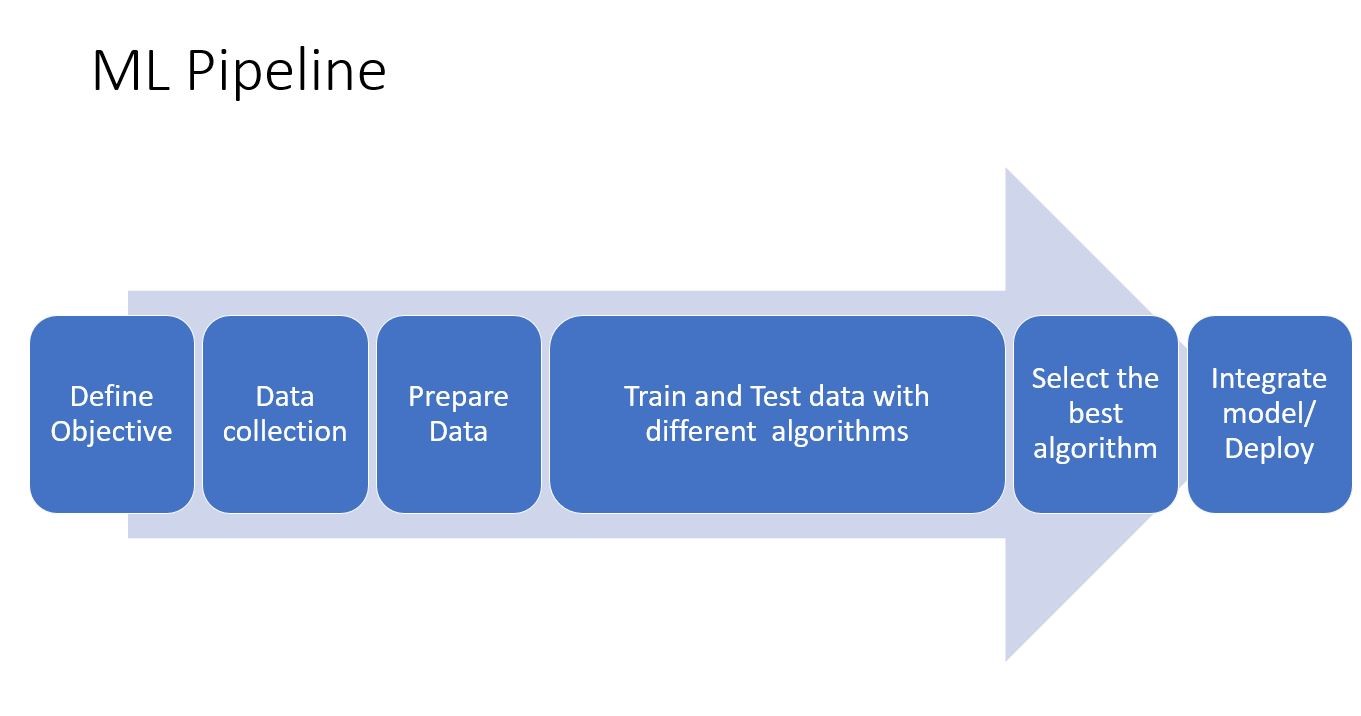 ML Pipeline
Define
Objective
Data
collection
Prepare
Data
Train and Test data with
different  algorithms
Select the
best
algorithm
Integrate
model/
Deploy